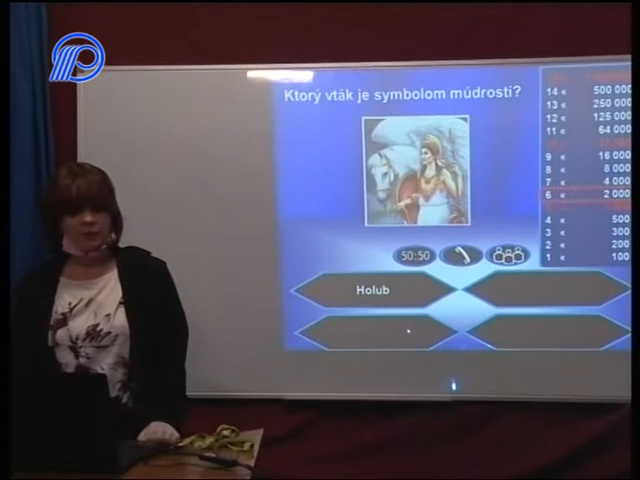 Ktorý vták je symbolom múdrosti?
14 « 500 000
13 « 250 000
12 « 125 000
11 « 64 000
9 « 16 000
8 « 8 000
7 « 4 000
6 « 2 000
4 « 500
3 « 300
2 « 200
1 « 100
50:50
Holub